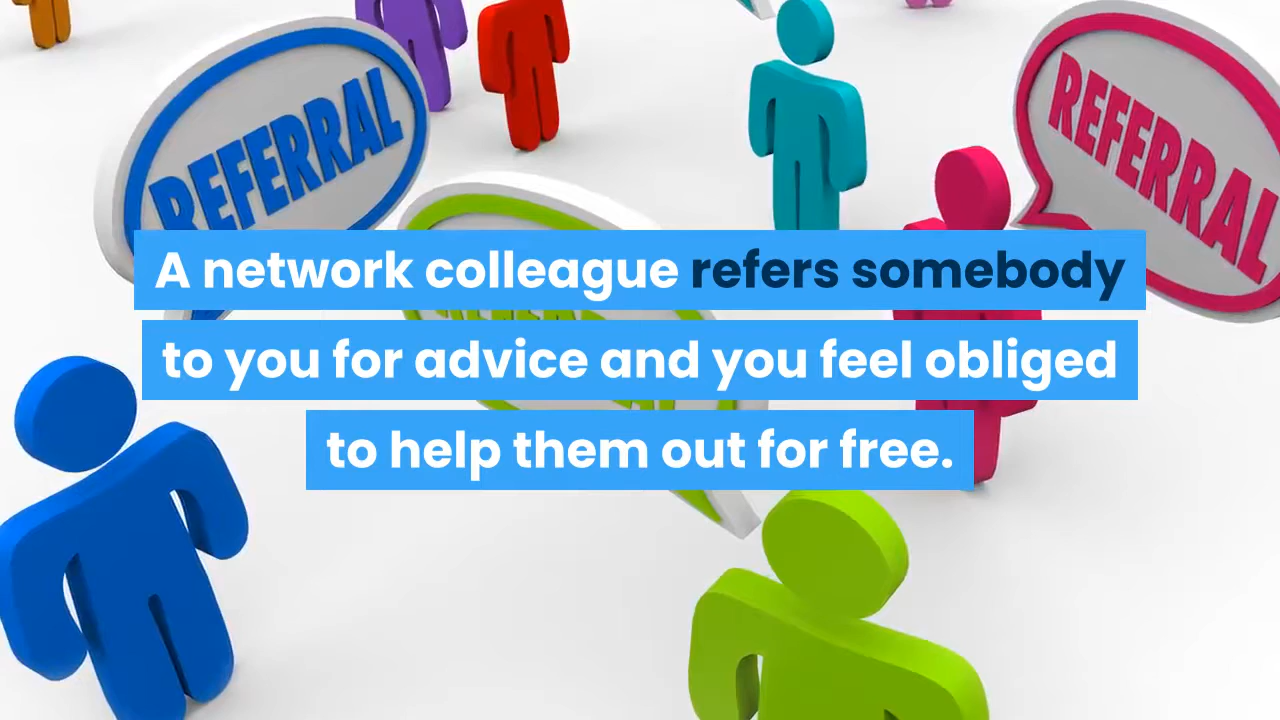 REFERRAL
REFERRAL
A network colleague refers somebody
to you for advice and you feel obliged
to help them out for free.